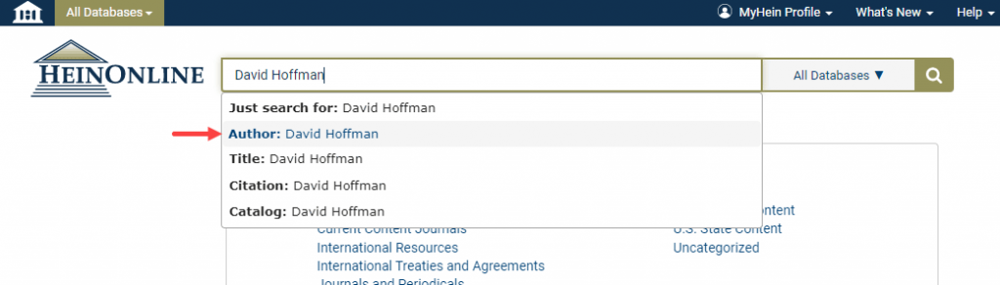 All Databases
MyHein Profile
What's New
Help
HEINONLINE
David Hoffman
All Databases
Just search for: David Hoffman
Author: David Hoffman
Title: David Hoffman
Citation: David Hoffman
Catalog: David Hoffman
Current Content Journals
U.S. State Content
International Resources
Uncategorized
International Treaties and Agreements
Journals and Periodicals